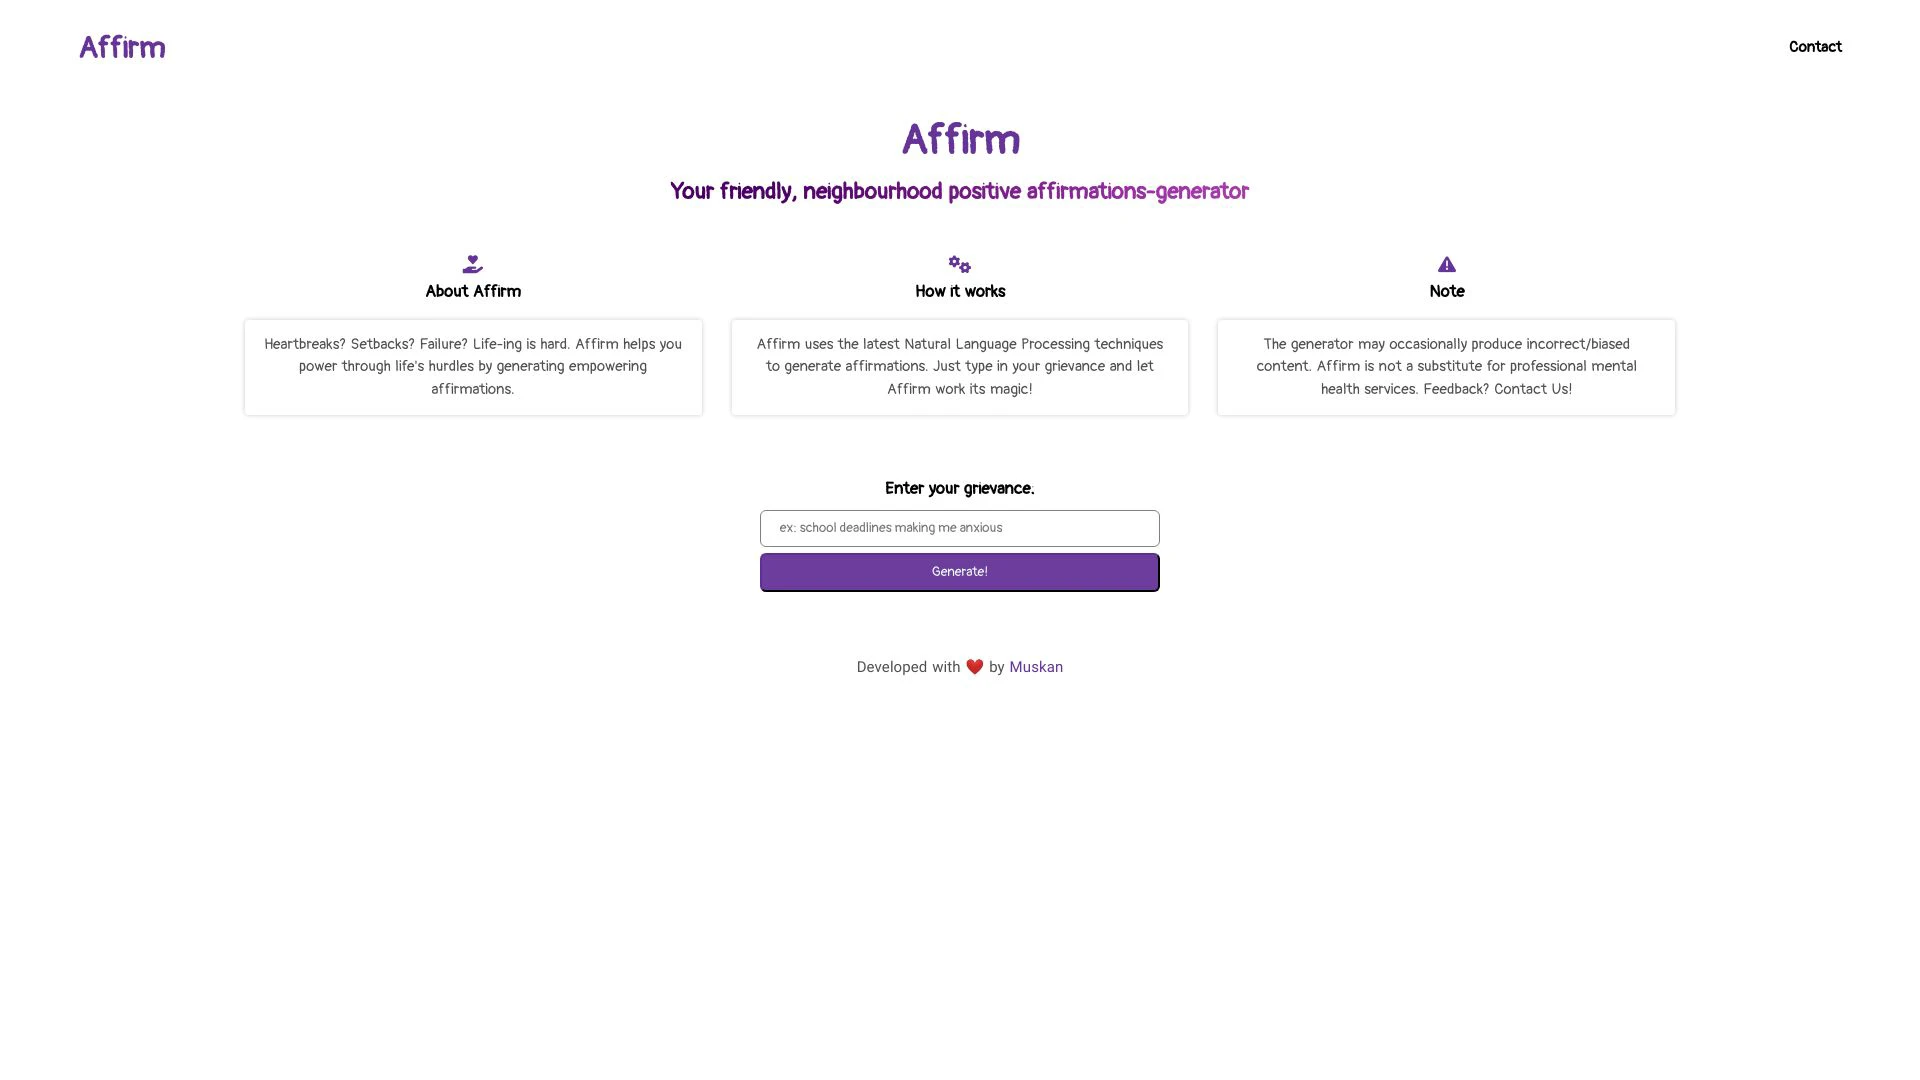 Affirm
Contact
Affirm
Your friendly, neighbourhood positive affirmations-generator
About Affirm
Heartbreaks? Setbacks? Failure? Life-ing is hard. Affirm helps you
power through life's hurdles by generating empowering
affirmations.
How it works
Affirm uses the latest Natural Language Processing techniques
to generate affirmations. Just type in your grievance and let
Affirm work its magic!
Note
The generator may occasionally produce incorrect/biased
content. Affirm is not a substitute for professional mental
health services. Feedback? Contact Us!
Enter your grievance.
ex: school deadlines making me anxious
Generate!
Developed with ❤️ by Muskan